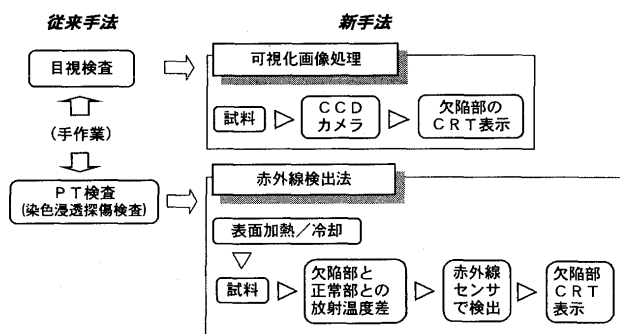 従来手法
新手法
目視検査
(手作業)
PT検査
(染色浸透探傷検査)
可視化画像処理
試料
CCD
カメラ
欠陥部の
CRT表示
赤外線検出法
表面加熱/冷却
試料
欠陥部と
正常部との
放射温度差
赤外線
センサ
で検出
欠陥部
CRT
表示